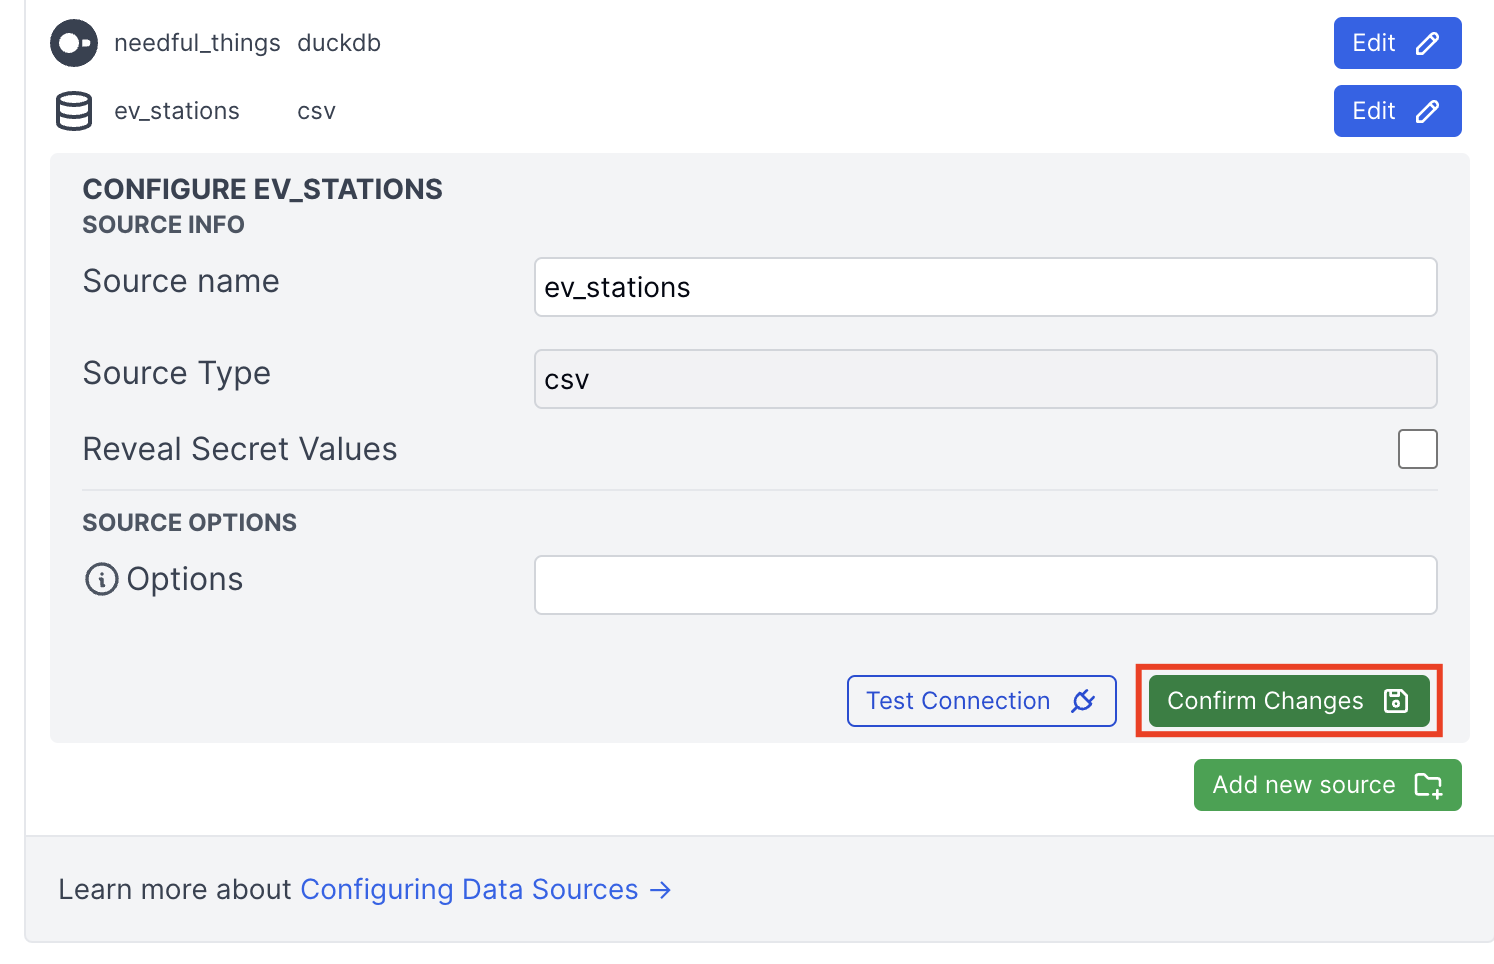 needful_things duckdb Edit
ev_stations csv Edit
CONFIGURE EV_STATIONS
SOURCE INFO
Source name ev_stations
Source Type csv
Reveal Secret Values
SOURCE OPTIONS
Options
Test Connection Confirm Changes
Add new source
Learn more about Configuring Data Sources →